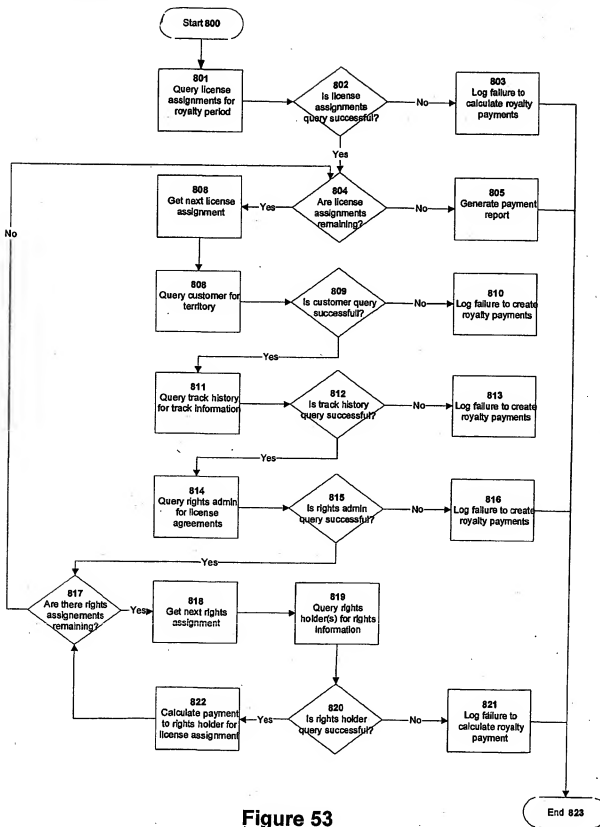 Start 800
801
Query license
assignments for
royalty period
802
Is license
assignments
query successful?
No
803
Log failure to
calculate royalty
payments
Yes
808
Get next license
assignment
Yes
804
Are license
assignments
remaining?
No
805
Generate payment
report
No
808
Query customer for
territory
809
Is customer query
successful?
No
810
Log failure to create
royalty payments
Yes
811
Query track history
for track information
812
Is track history
query successful?
No
813
Log failure to create
royalty payments
Yes
814
Query rights admin
for license
agreements
815
Is rights admin
query successful?
No
816
Log failure to create
royalty payments
Yes
817
Are there rights
assignements
remaining?
Yes
818
Get next rights
assignment
819
Query rights
holder(s) for rights
information
822
Calculate payment
to rights holder for
license assignment
Yes
820
Is rights holder
query successful?
No
821
Log failure to
calculate royalty
payment
End 823
Figure 53